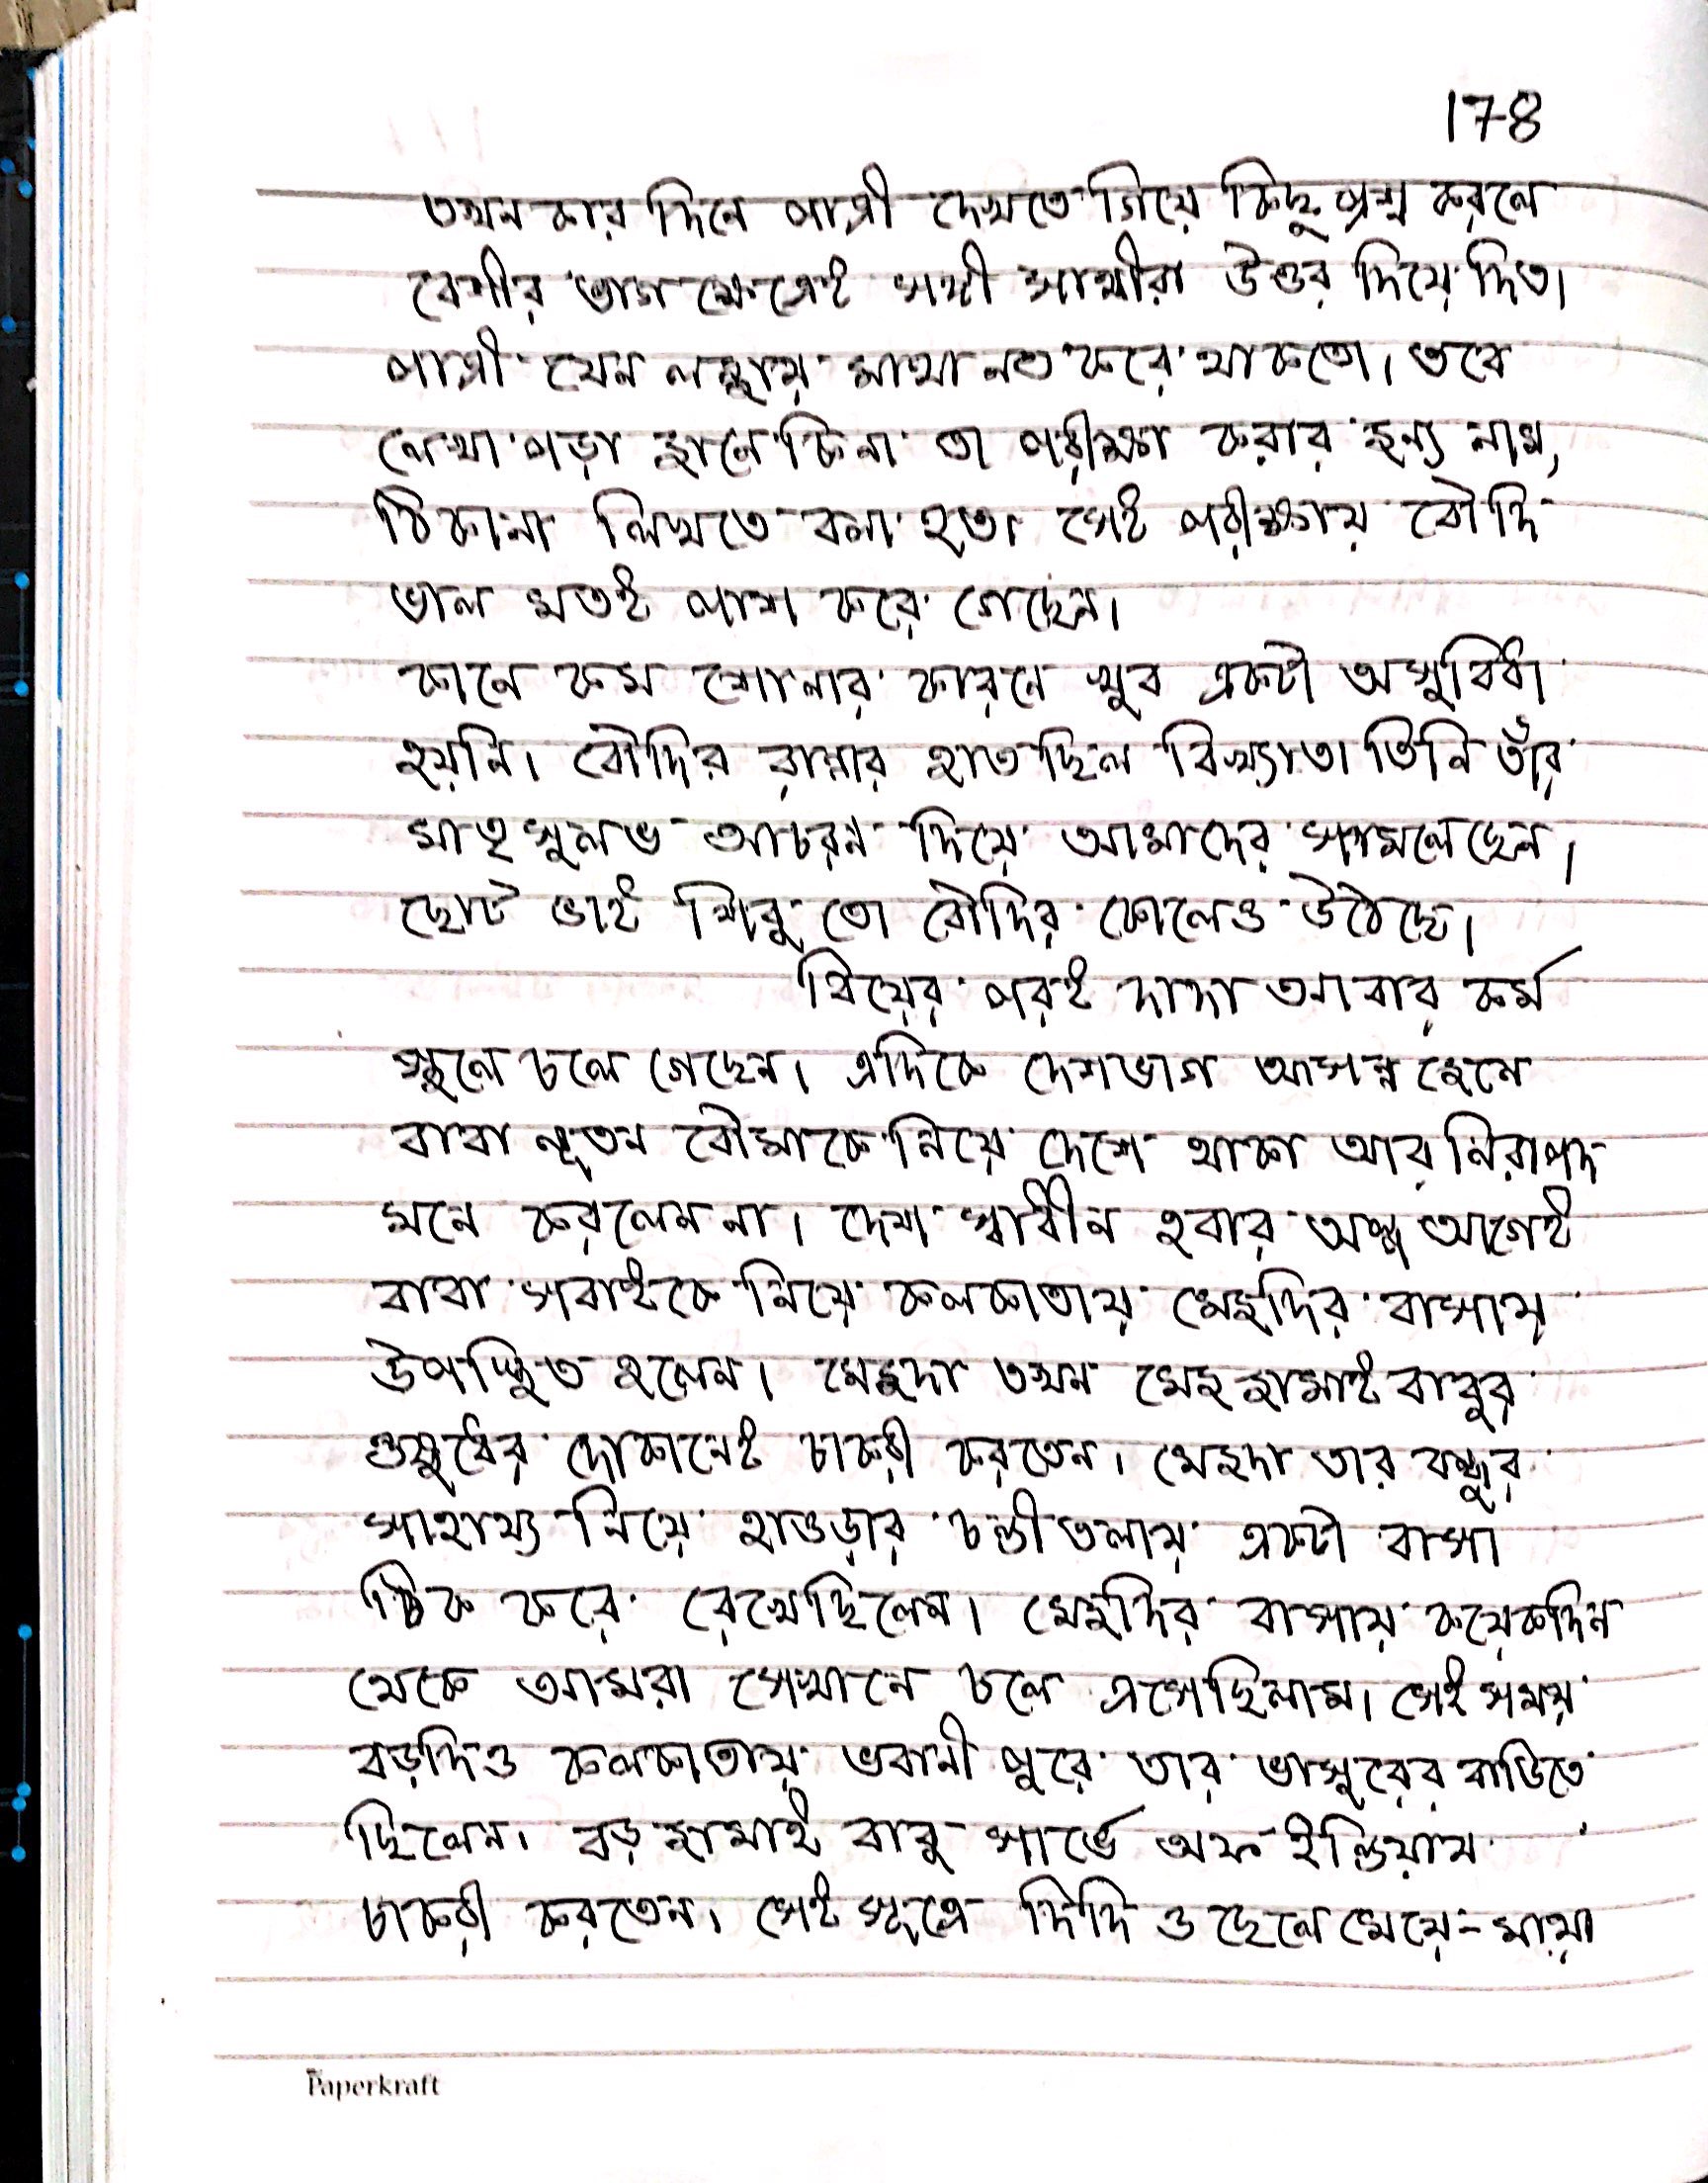 178
তখন কার দিনে পাত্রী দেখতে গিয়ে কিছু প্রশ্ন করলে
বেশীর ভাগ ক্ষেত্রেই সঙ্গী সাথীরা উত্তর দিয়ে দিত।
পাত্রী যেন লজ্জায় মাথা নত করে থাকতো। তবে
লেখা পড়া জানে কিনা তা পরীক্ষা করার জন্য নাম,
ঠিকানা লিখতে বলা হত। সেই পরীক্ষায় বৌদি
ভাল মতই পাশ করে গেছেন।
কানে কম শোনার কারনে খুব একটা অসুবিধা
হয়নি। বৌদির রান্নার হাত ছিল বিখ্যাত। তিনি তাঁর
মাতৃ সুলভ আচরন দিয়ে আমাদের সামলেছেন।
ছোট ভাই শিবু তো বৌদির কোলেও উঠেছে।
বিয়ের পরই দাদা আবার কর্ম
স্থলে চলে গেছেন। এদিকে দেশভাগ আসন্ন জেনে
বাবা নূতন বৌমাকে নিয়ে দেশে থাকা আর নিরাপদ
মনে করলেন না। দেশ স্বাধীন হবার অল্প আগেই
বাবা সবাইকে নিয়ে কলকাতায় মেজদির বাসায়
উপস্থিত হলেন। মেজদা তখন মেজজামাই বাবুর
ওষুধের দোকানেই চাকরী করতেন। মেজদা তার বন্ধুর
সাহায্য নিয়ে হাওড়ার চন্ডীতলায় একটা বাসা
ঠিক করে রেখেছিলেন। মেজদির বাসায় কয়েকদিন
থেকে আমরা সেখানে চলে এসেছিলাম। সেই সময়
বড়দিও কলকাতায় ভবানী পুরে তার ভাসুরের বাড়িতে
ছিলেন। বড় জামাই বাবু সার্ভে অফ ইন্ডিয়ায়
চাকরী করতেন। সেই সূত্রে দিদি ও ছেলে মেয়ে - মায়া
Paperkraft